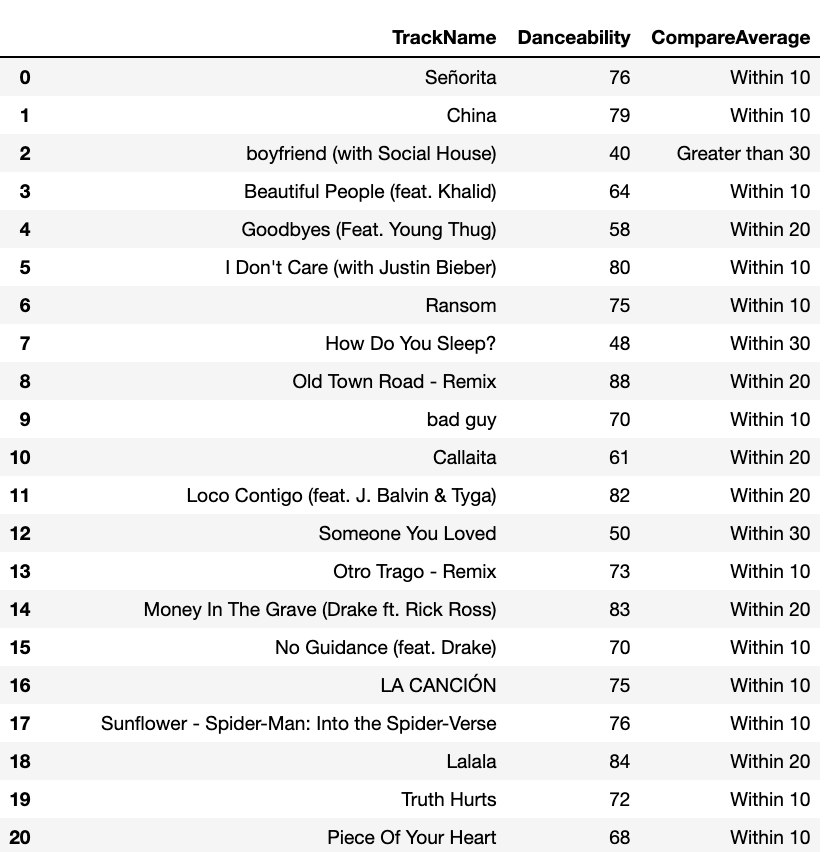 TrackName Danceability CompareAverage
0 Señorita 76 Within 10
1 China 79 Within 10
2 boyfriend (with Social House) 40 Greater than 30
3 Beautiful People (feat. Khalid) 64 Within 10
4 Goodbyes (Feat. Young Thug) 58 Within 20
5 I Don't Care (with Justin Bieber) 80 Within 10
6 Ransom 75 Within 10
7 How Do You Sleep? 48 Within 30
8 Old Town Road - Remix 88 Within 20
9 bad guy 70 Within 10
10 Callaita 61 Within 20
11 Loco Contigo (feat. J. Balvin & Tyga) 82 Within 20
12 Someone You Loved 50 Within 30
13 Otro Trago - Remix 73 Within 10
14 Money In The Grave (Drake ft. Rick Ross) 83 Within 20
15 No Guidance (feat. Drake) 70 Within 10
16 LA CANCIÓN 75 Within 10
17 Sunflower - Spider-Man: Into the Spider-Verse 76 Within 10
18 Lalala 84 Within 20
19 Truth Hurts 72 Within 10
20 Piece Of Your Heart 68 Within 10